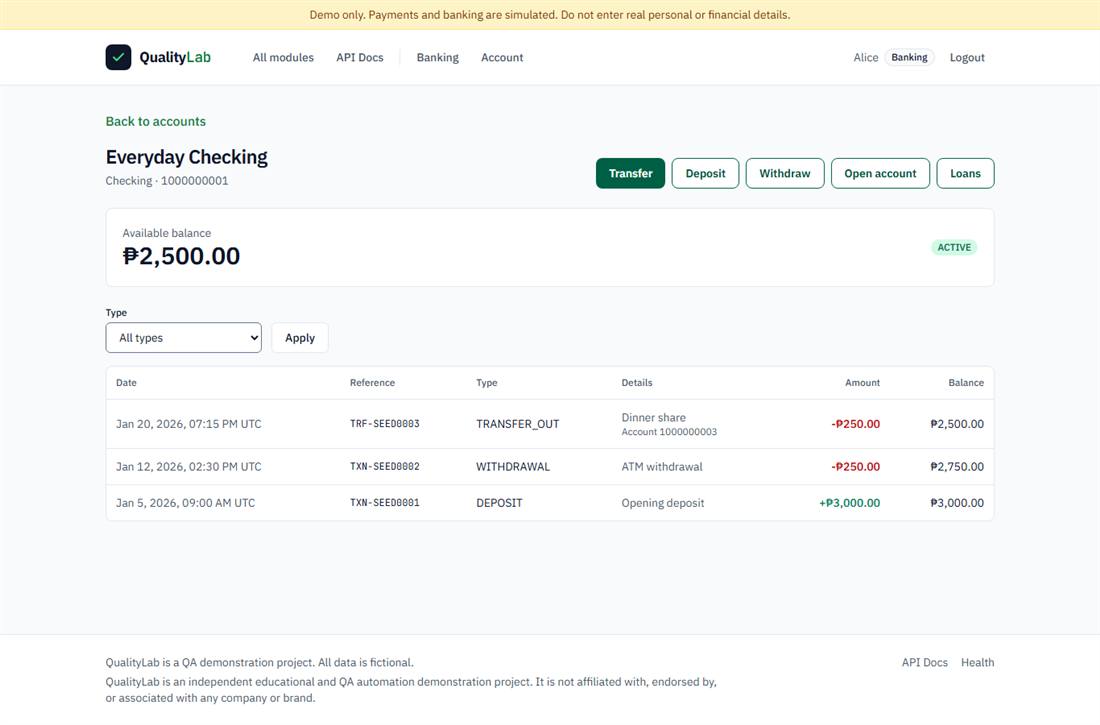 Demo only. Payments and banking are simulated. Do not enter real personal or financial details.
QualityLab All modules API Docs Banking Account Alice Banking Logout
Back to accounts
Everyday Checking
Checking · 1000000001
Transfer Deposit Withdraw Open account Loans
Available balance
₱2,500.00
ACTIVE
Type
All types Apply
Date Reference Type Details Amount Balance
Jan 20, 2026, 07:15 PM UTC TRF-SEED0003 TRANSFER_OUT Dinner share -₱250.00 ₱2,500.00
Account 1000000003
Jan 12, 2026, 02:30 PM UTC TXN-SEED0002 WITHDRAWAL ATM withdrawal -₱250.00 ₱2,750.00
Jan 5, 2026, 09:00 AM UTC TXN-SEED0001 DEPOSIT Opening deposit +₱3,000.00 ₱3,000.00
QualityLab is a QA demonstration project. All data is fictional. API Docs Health
QualityLab is an independent educational and QA automation demonstration project. It is not affiliated with, endorsed by,
or associated with any company or brand.